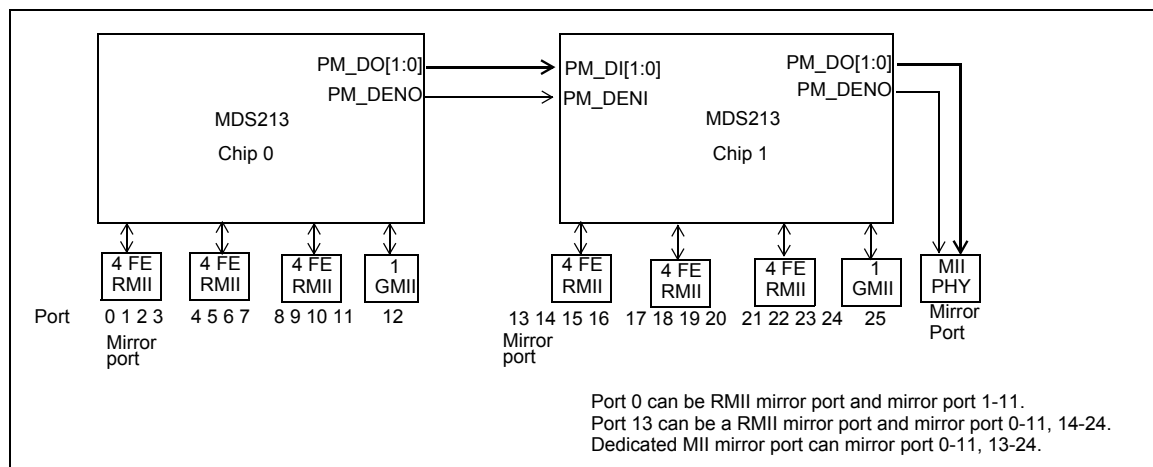 PM_DO[1:0]
PM_DENO
MDS213
Chip 0
PM_DI[1:0]
PM_DENI
PM_DO[1:0]
PM_DENO
MDS213
Chip 1
4 FE
RMII
4 FE
RMII
4 FE
RMII
1
GMII
4 FE
RMII
4 FE
RMII
4 FE
RMII
1
GMII
MII
PHY
Port 0 1 2 3 4 5 6 7 8 9 10 11 12 13 14 15 16 17 18 19 20 21 22 23 24 25
Mirror
port
Mirror
port
Mirror
Port
Port 0 can be RMII mirror port and mirror port 1-11.
Port 13 can be a RMII mirror port and mirror port 0-11, 14-24.
Dedicated MII mirror port can mirror port 0-11, 13-24.